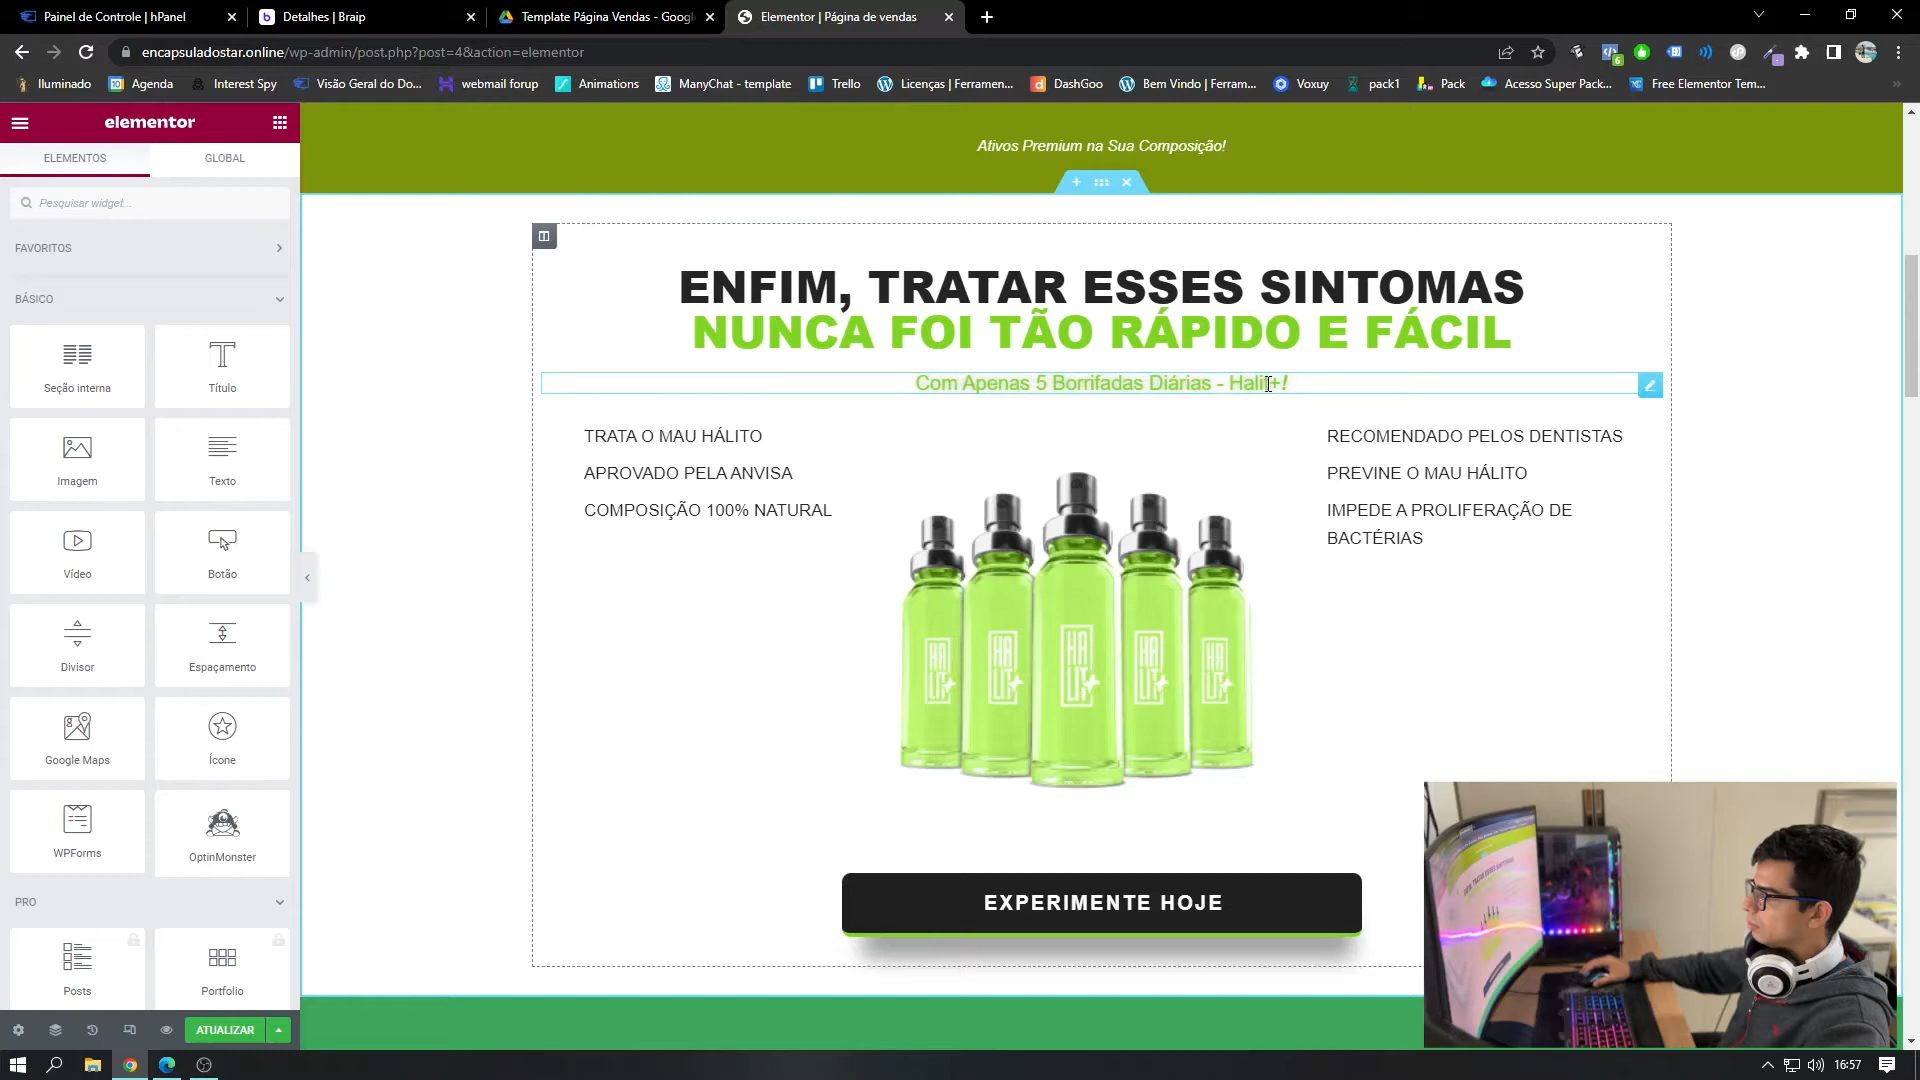 Painel de Controle | hPanel
Detalhes | Braip
Template Página Vendas - Googl
Elementor | Página de vendas
encapsuladostar.online/wp-admin/post.php?post=4&action=elementor
Iluminado
Agenda
Interest Spy
Visão Geral do Do...
webmail forup
Animations
ManyChat - template
Trello
Licenças | Ferramen...
DashGoo
Bem Vindo | Ferram...
Voxuy
pack1
Pack
Acesso Super Pack...
Free Elementor Tem...
elementor
ELEMENTOS
GLOBAL
Pesquisar widget...
FAVORITOS
BÁSICO
Seção interna
Título
Imagem
Texto
Vídeo
Botão
Divisor
Espaçamento
Google Maps
Ícone
WPForms
OptinMonster
PRO
Posts
Portfolio
ATUALIZAR
Ativos Premium na Sua Composição!
ENFIM, TRATAR ESSES SINTOMAS
NUNCA FOI TÃO RÁPIDO E FÁCIL
Com Apenas 5 Borrifadas Diárias - Halit+!
TRATA O MAU HÁLITO
APROVADO PELA ANVISA
COMPOSIÇÃO 100% NATURAL
RECOMENDADO PELOS DENTISTAS
PREVINE O MAU HÁLITO
IMPEDE A PROLIFERAÇÃO DE
BACTÉRIAS
HALIT+
HALIT+
HALIT+
HALIT+
HALIT+
EXPERIMENTE HOJE
16:57